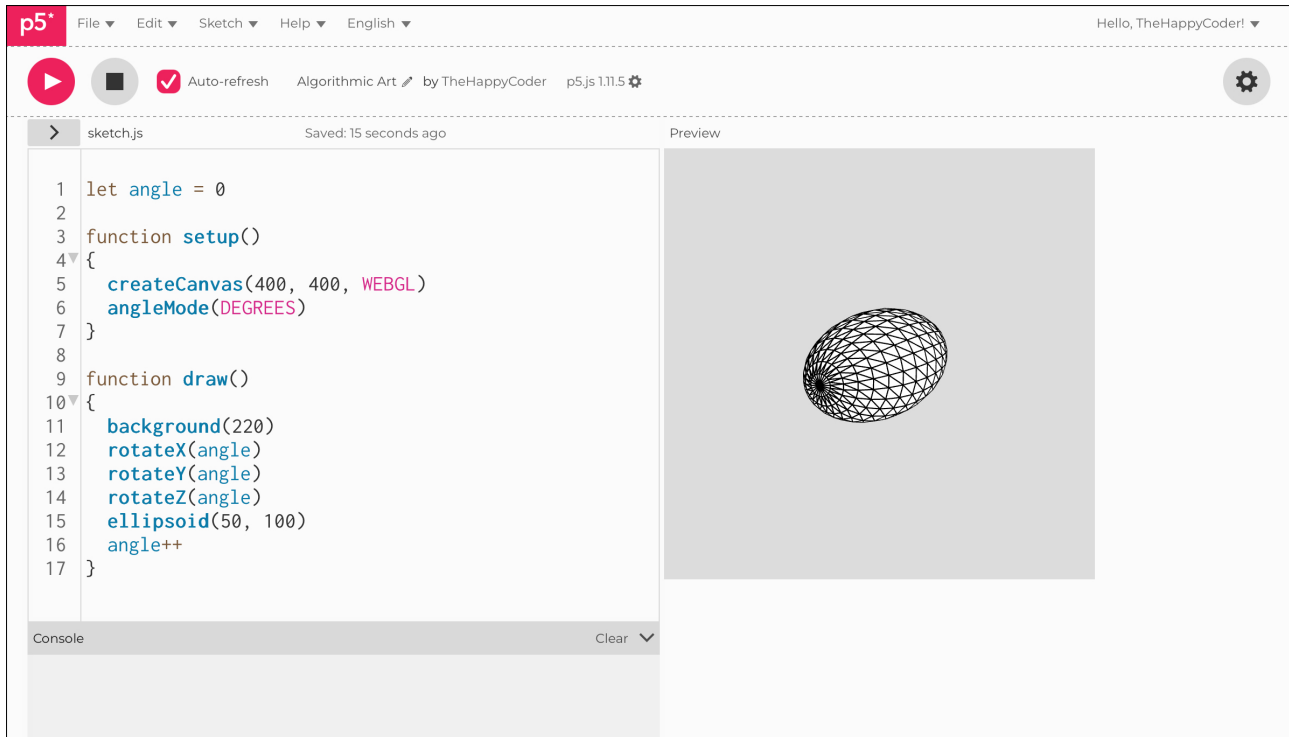 p5* File Edit Sketch Help English Hello, TheHappyCoder!
Auto-refresh Algorithmic Art by TheHappyCoder p5.js 1.11.5
sketch.js Saved: 15 seconds ago Preview
1 let angle = 0
2
3 function setup()
4 {
5 createCanvas(400, 400, WEBGL)
6 angleMode(DEGREES)
7 }
8
9 function draw()
10 {
11 background(220)
12 rotateX(angle)
13 rotateY(angle)
14 rotateZ(angle)
15 ellipsoid(50, 100)
16 angle++
17 }
Console Clear